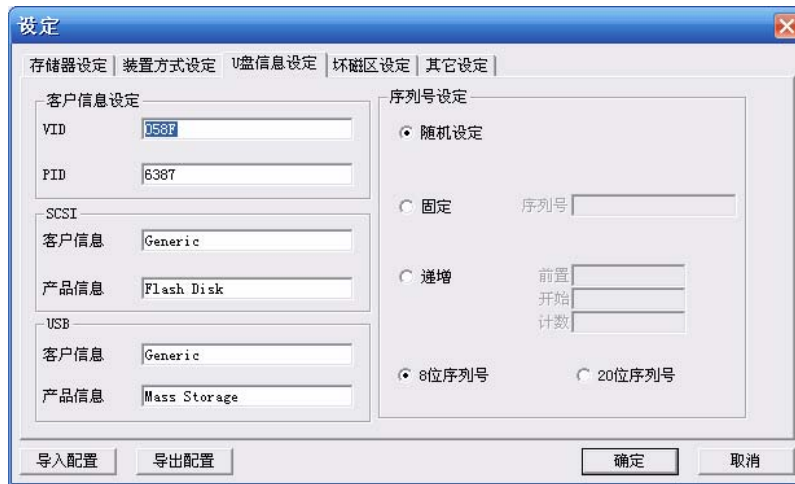 设定
存储器设定 装置方式设定 U盘信息设定 坏磁区设定 其它设定
客户信息设定
VID 058F
PID 6387
SCSI
客户信息 Generic
产品信息 Flash Disk
USB
客户信息 Generic
产品信息 Mass Storage
序列号设定
随机设定
固定 序列号
递增 前置
开始
计数
8位序列号 20位序列号
导入配置 导出配置 确定 取消